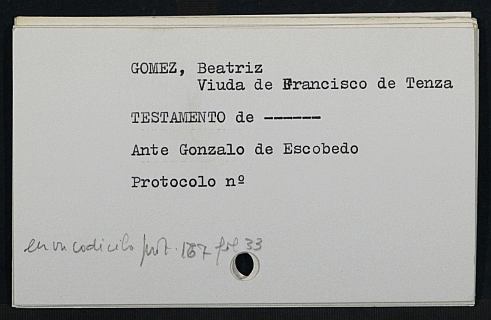 GOMEZ, Beatriz
Viuda de Francisco de Tenza
TESTAMENTO de ------
Ante Gonzalo de Escobedo
Protocolo nº
en un codicilo prot. 167 fol 33